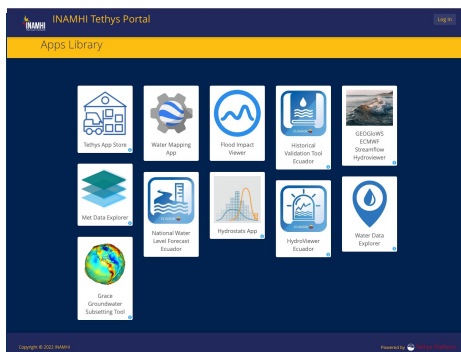 INAMHI
INAMHI Tethys Portal
Log In
Apps Library
Tethys App Store
Water Mapping
App
Flood Impact
Viewer
Historical
Validation Tool
Ecuador
GEOGloWS
ECMWF
Streamflow
Hydroviewer
Met Data Explorer
National Water
Level Forecast
Ecuador
Hydrostats App
HydroViewer
Ecuador
Water Data
Explorer
Grace
Groundwater
Subsetting Tool
Copyright © 2022 INAMHI
Powered by